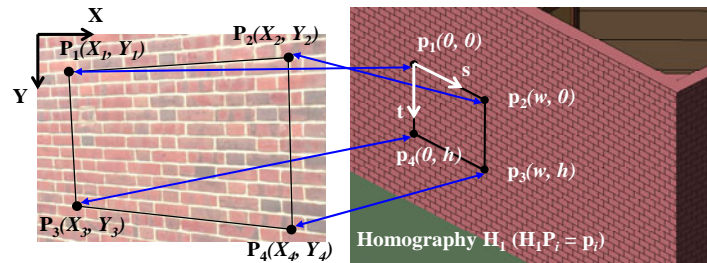 X
P1(X1, Y1)
P2(X2, Y2)
Y
P3(X3, Y3)
P4(X4, Y4)
p1(0, 0)
s
t
p2(w, 0)
p4(0, h)
p3(w, h)
Homography H1 (H1Pi = pi)